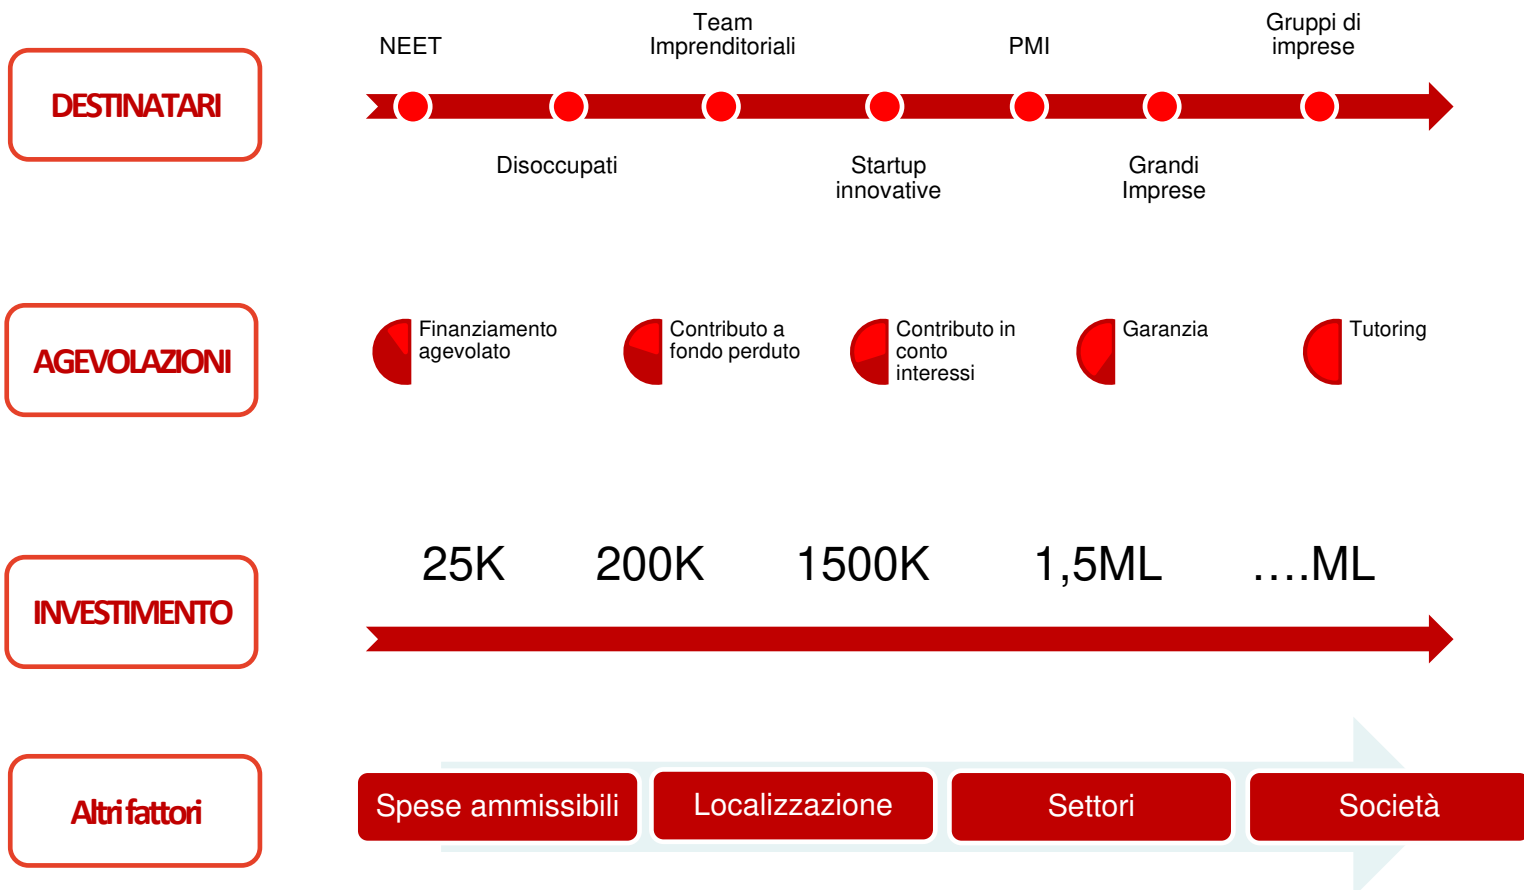 DESTINATARI
NEET
Team
Imprenditoriali
PMI
Gruppi di
imprese
Disoccupati
Startup
innovative
Grandi
Imprese
AGEVOLAZIONI
Finanziamento
agevolato
Contributo a
fondo perduto
Contributo in
conto
interessi
Garanzia
Tutoring
INVESTIMENTO
25K
200K
1500K
1,5ML
....ML
Altri fattori
Spese ammissibili
Localizzazione
Settori
Società